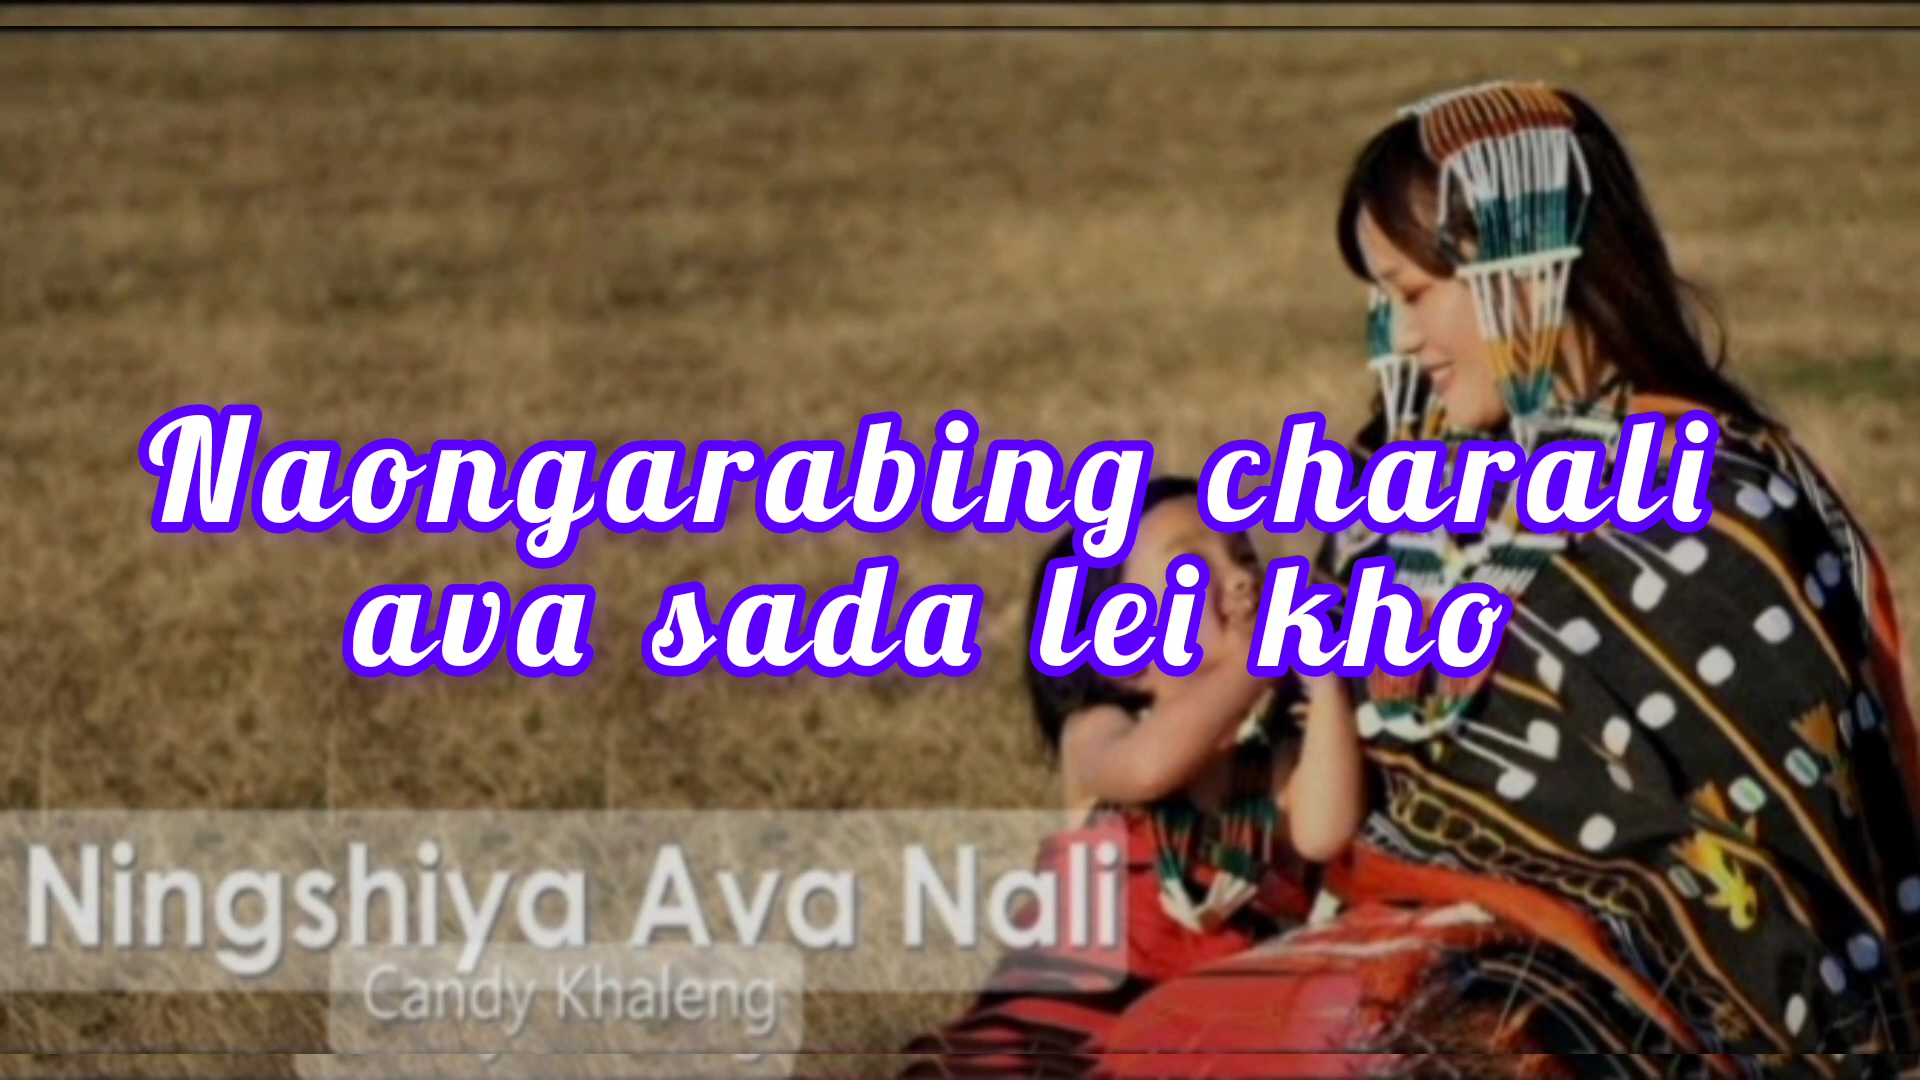 Naongarabing charali
ava sada lei kho
Ningshiya Ava Nali
Candy Khaleng